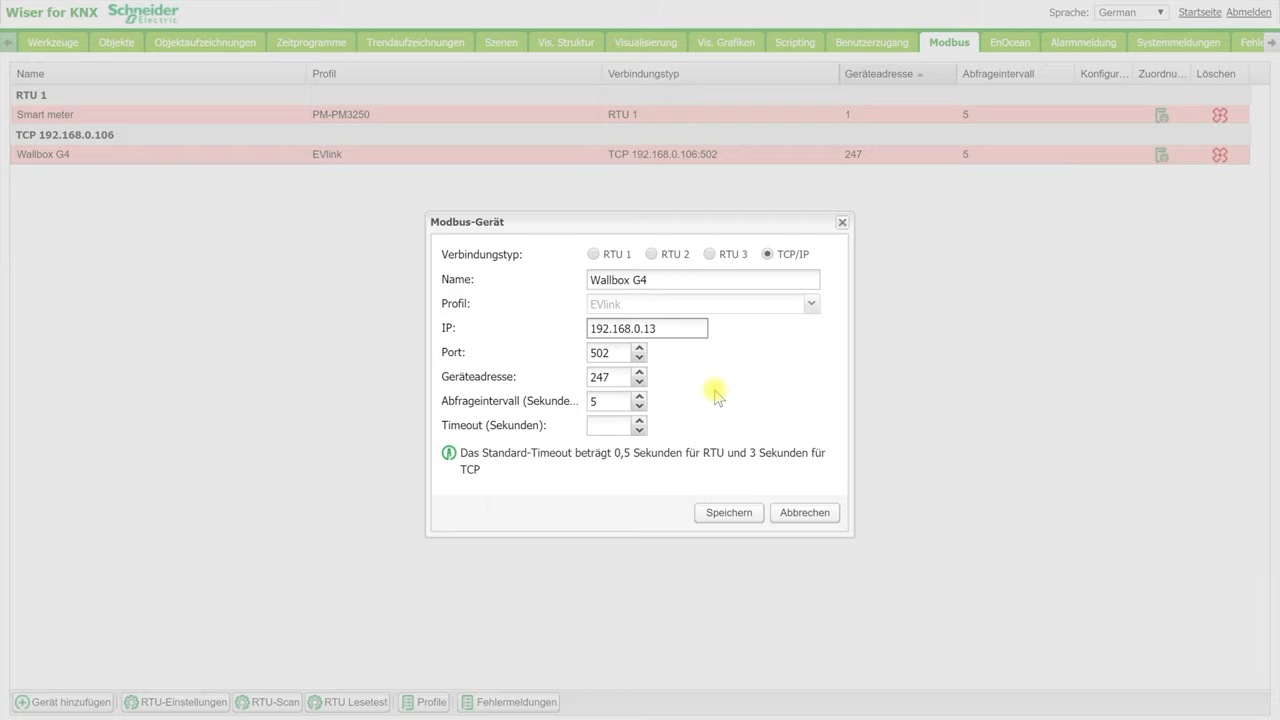 Wiser for KNX Schneider Electric
Sprache: German Startseite Abmelden
Werkzeuge Objekte Objektaufzeichnungen Zeitprogramme Trendaufzeichnungen Szenen Vis. Struktur Visualisierung Vis. Grafiken Scripting Benutzerzugang Modbus EnOcean Alarmmeldung Systemmeldungen Fehle
Name Profil Verbindungstyp Geräteadresse Abfrageintervall Konfigur... Zuordnu... Löschen
RTU 1
Smart meter PM-PM3250 RTU 1 1 5
TCP 192.168.0.106
Wallbox G4 EVlink TCP 192.168.0.106:502 247 5
Modbus-Gerät
Verbindungstyp: RTU 1 RTU 2 RTU 3 TCP/IP
Name: Wallbox G4
Profil: EVlink
IP: 192.168.0.13
Port: 502
Geräteadresse: 247
Abfrageintervall (Sekunde... 5
Timeout (Sekunden):
Das Standard-Timeout beträgt 0,5 Sekunden für RTU und 3 Sekunden für
TCP
Speichern Abbrechen
Gerät hinzufügen RTU-Einstellungen RTU-Scan RTU Lesetest Profile Fehlermeldungen